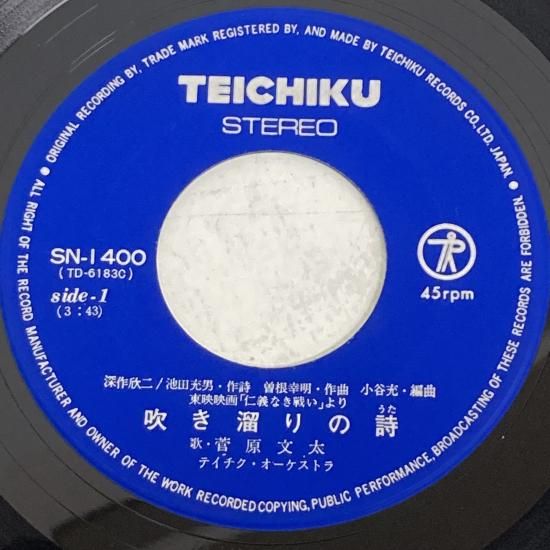 • ORIGINAL RECORDING BY, TRADE MARK REGISTERED BY, AND MADE BY TEICHIKU RECORDS CO., LTD. JAPAN. •
TEICHIKU
STEREO
SN-1400
(TD-6183C)
side-1
(3:43)
45rpm
深作欣二/池田充男・作詩 曽根幸明・作曲 小谷充・編曲
東映映画「仁義なき戦い」より
うた
吹き溜りの詩
歌・菅原文太
テイチク・オーケストラ
• ALL RIGHT OF THE RECORD MANUFACTURER AND OWNER OF THE WORK RECORDED COPYING, PUBLIC PERFORMANCE, BROADCASTING OF THESE RECORDS ARE FORBIDDEN.